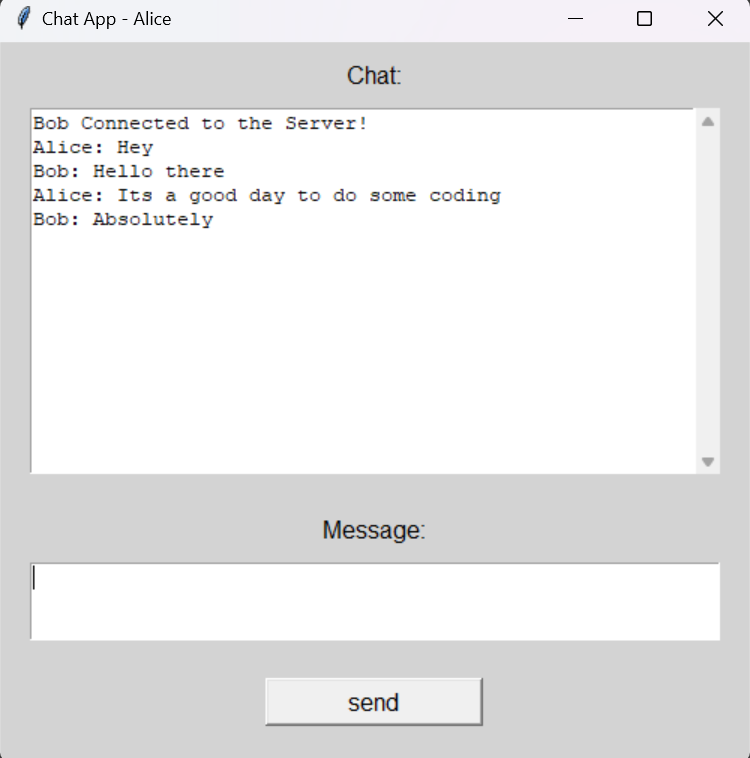 Chat App - Alice
Chat:
Bob Connected to the Server!
Alice: Hey
Bob: Hello there
Alice: Its a good day to do some coding
Bob: Absolutely
Message:
send